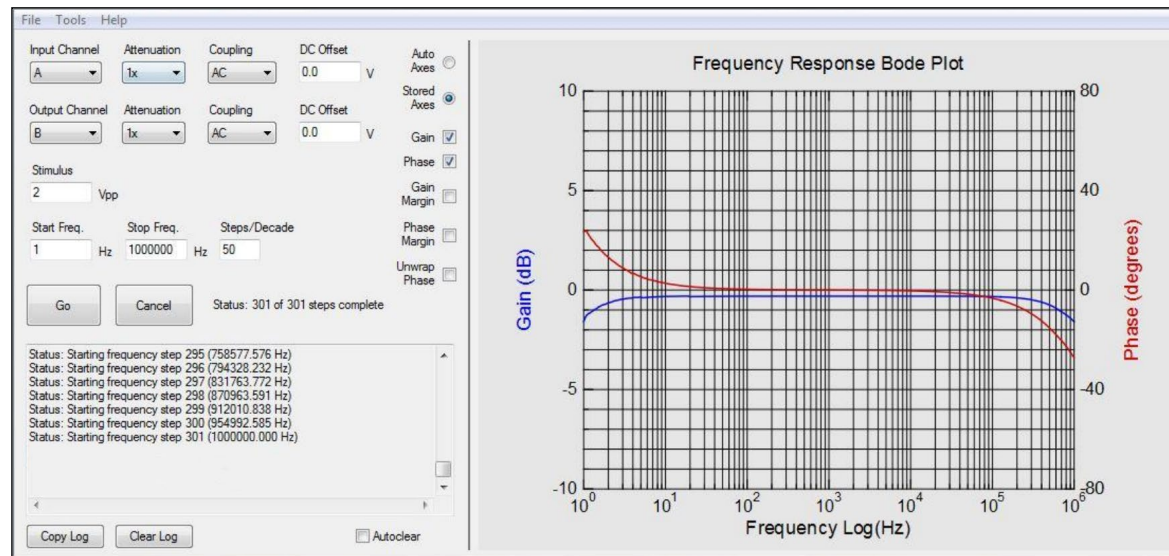 File Tools Help
Input Channel Attenuation Coupling DC Offset
A 1x AC 0.0 V
Output Channel Attenuation Coupling DC Offset
B 1x AC 0.0 V
Stimulus
2 Vpp
Start Freq. Stop Freq. Steps/Decade
1 Hz 1000000 Hz 50
Go Cancel Status: 301 of 301 steps complete
Auto
Axes
Stored
Axes
Gain
Phase
Gain
Margin
Phase
Margin
Unwrap
Phase
Status: Starting frequency step 295 (758577.576 Hz)
Status: Starting frequency step 296 (794328.232 Hz)
Status: Starting frequency step 297 (831763.772 Hz)
Status: Starting frequency step 298 (870963.591 Hz)
Status: Starting frequency step 299 (912010.838 Hz)
Status: Starting frequency step 300 (954992.585 Hz)
Status: Starting frequency step 301 (1000000.000 Hz)
Copy Log Clear Log Autoclear
Frequency Response Bode Plot
10 80
5 40
0 0
-5 -40
-10 -80
Gain (dB)
Phase (degrees)
10⁰ 10¹ 10² 10³ 10⁴ 10⁵ 10⁶
Frequency Log(Hz)